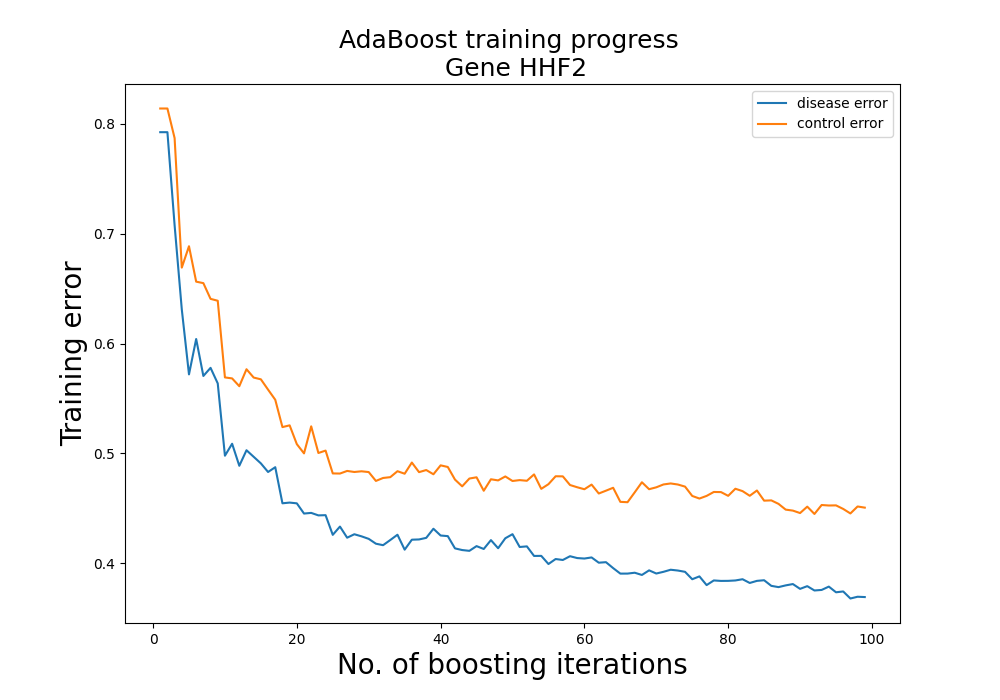 AdaBoost training progress
Gene HHF2
disease error
control error
Training error
0.8
0.7
0.6
0.5
0.4
0 20 40 60 80 100
No. of boosting iterations